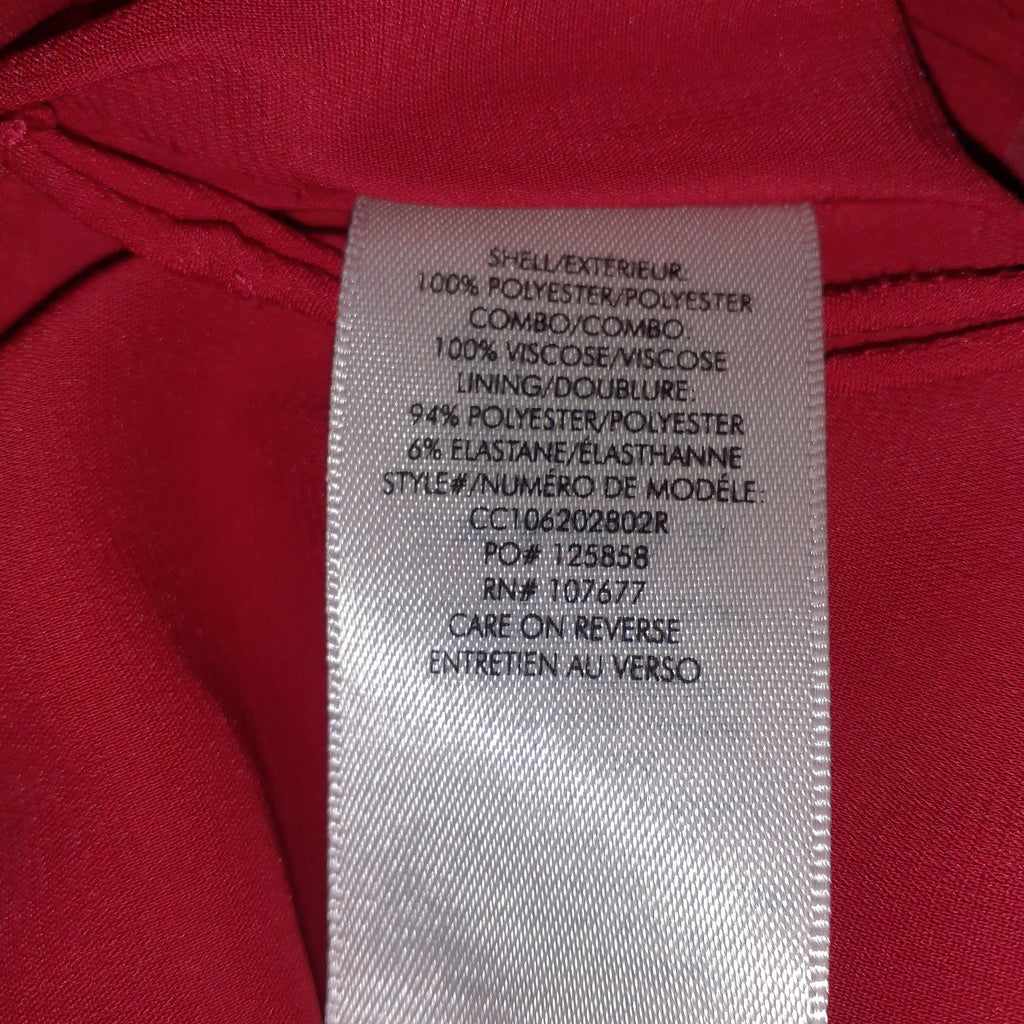 SHELL/EXTERIEUR:
100% POLYESTER/POLYESTER
COMBO/COMBO:
100% VISCOSE/VISCOSE
LINING/DOUBLURE:
94% POLYESTER/POLYESTER
6% ELASTANE/ÉLASTHANNE
STYLE#/NUMÉRO DE MODÉLE:
CC106202802R
PO# 125858
RN# 107677
CARE ON REVERSE
ENTRETIEN AU VERSO